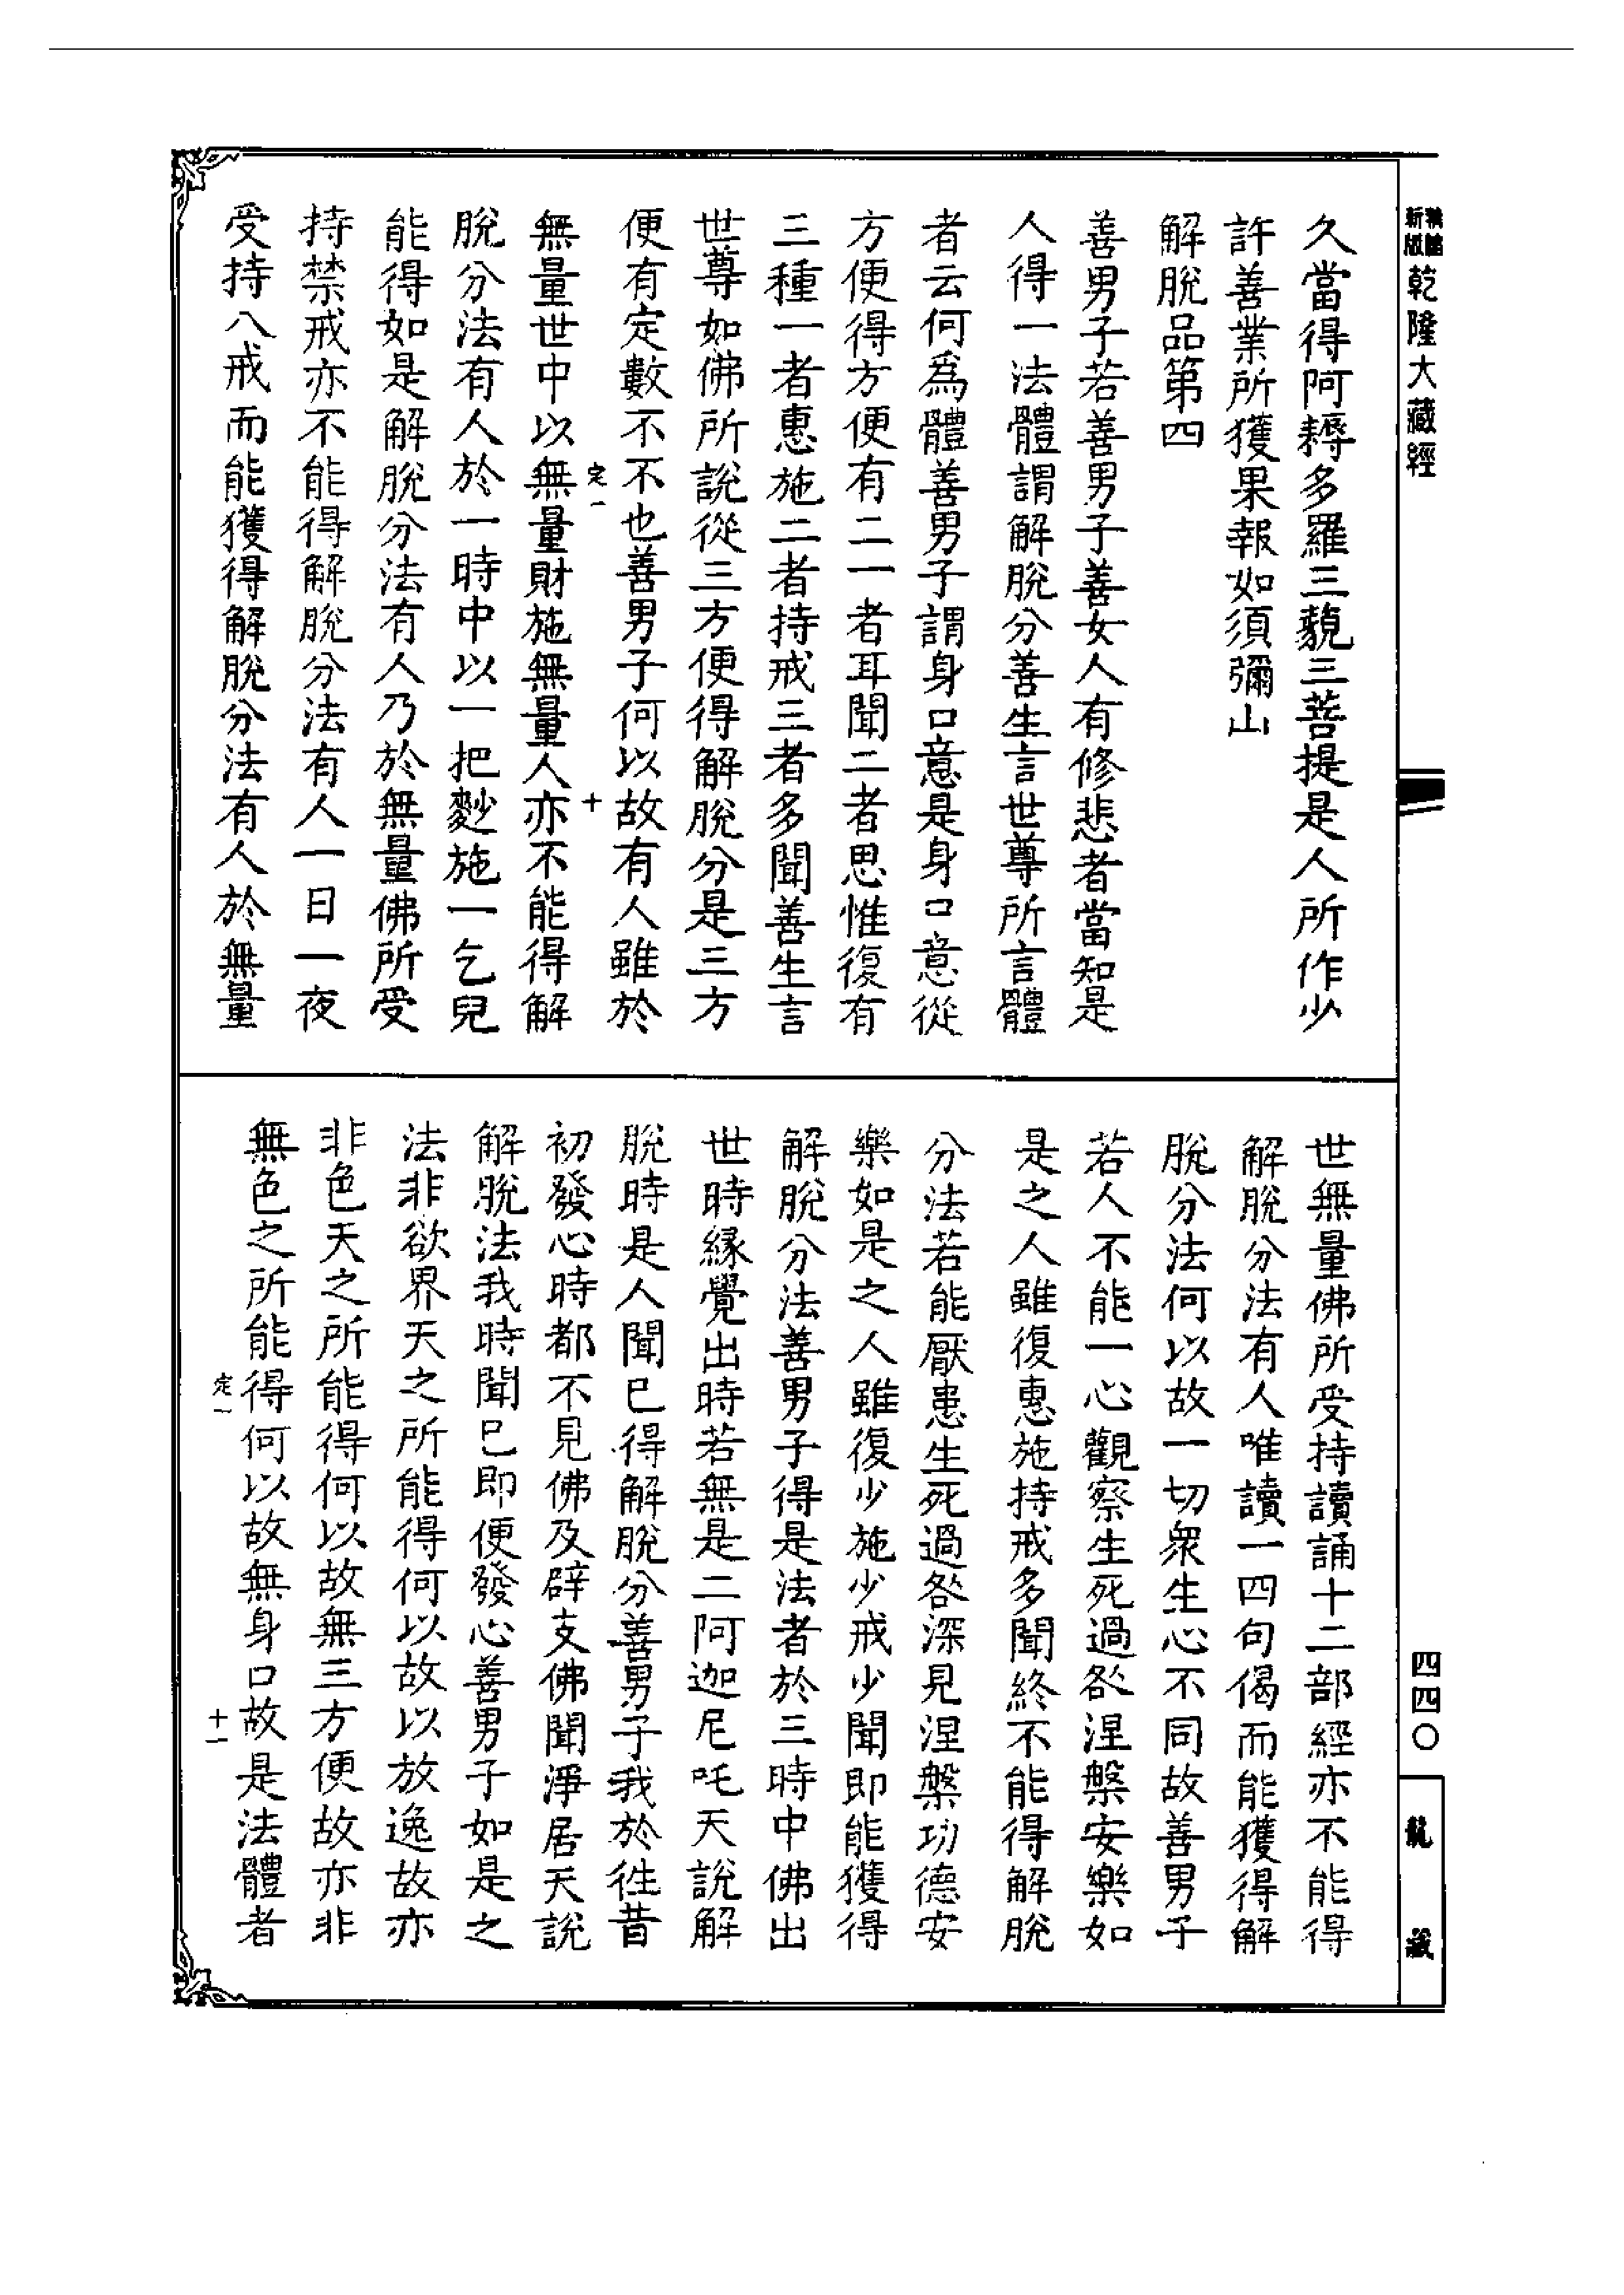 新版
乾隆大藏經
久當得阿耨多羅三藐三菩提是人所作少
許善業所獲果報如須彌山
解脫品第四
善男子若善男子善女人有修悲者當知是
人得一法體謂解脫分善生言世尊所言體
者云何爲體善男子謂身口意是身口意從
方便得方便有二一者耳聞二者思惟復有
三種一者惠施二者持戒三者多聞善生言
世尊如佛所說從三方便得解脫分是三方
便有定數不不也善男子何以故有人雖於
定一
十
無量世中以無量財施無量人亦不能得解
脫分法有人於一時中以一把麨施一乞兒
能得如是解脫分法有人乃於無量佛所受
持禁戒亦不能得解脫分法有人一日一夜
受持八戒而能獲得解脫分法有人於無量
世無量佛所受持讀誦十二部經亦不能得
解脫分法有人唯讀一四句偈而能獲得解
脫分法何以故一切衆生心不同故善男子
若人不能一心觀察生死過咎涅槃安樂如
是之人雖復惠施持戒多聞終不能得解脫
分法若能厭患生死過咎深見涅槃功德安
樂如是之人雖復少施少戒少聞即能獲得
解脫分法善男子得是法者於三時中佛出
世時緣覺出時若無是二阿迦尼吒天說解
脫時是人聞已得解脫分善男子我於往昔
初發心時都不見佛及辟支佛聞淨居天說
解脫法我時聞已即便發心善男子如是之
法非欲界天之所能得何以故以放逸故亦
非色天之所能得何以故無三方便故亦非
無色之所能得何以故無身口故是法體者
定一
十一
四四〇
龍藏